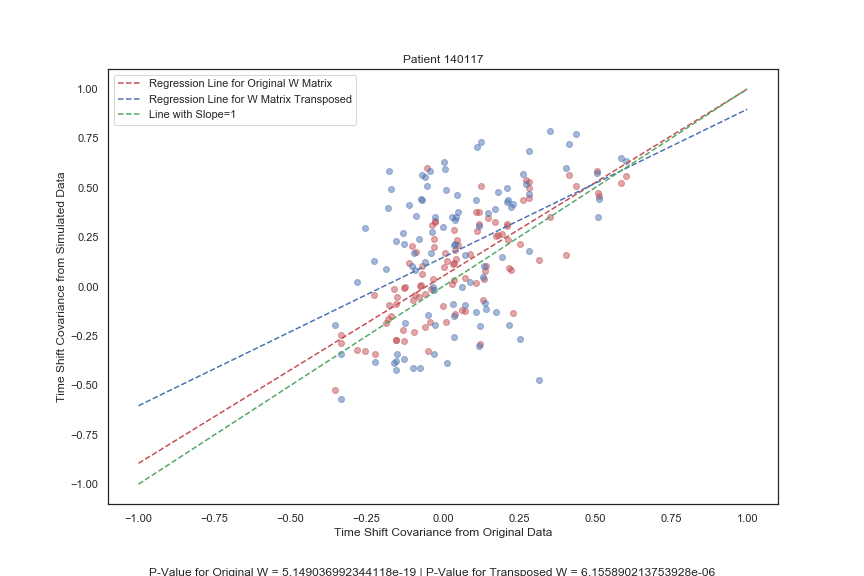 Patient 140117
Regression Line for Original W Matrix
Regression Line for W Matrix Transposed
Line with Slope=1
Time Shift Covariance from Simulated Data
1.00
0.75
0.50
0.25
0.00
−0.25
−0.50
−0.75
−1.00
−1.00 −0.75 −0.50 −0.25 0.00 0.25 0.50 0.75 1.00
Time Shift Covariance from Original Data
P-Value for Original W = 5.149036992344118e-19 | P-Value for Transposed W = 6.155890213753928e-06